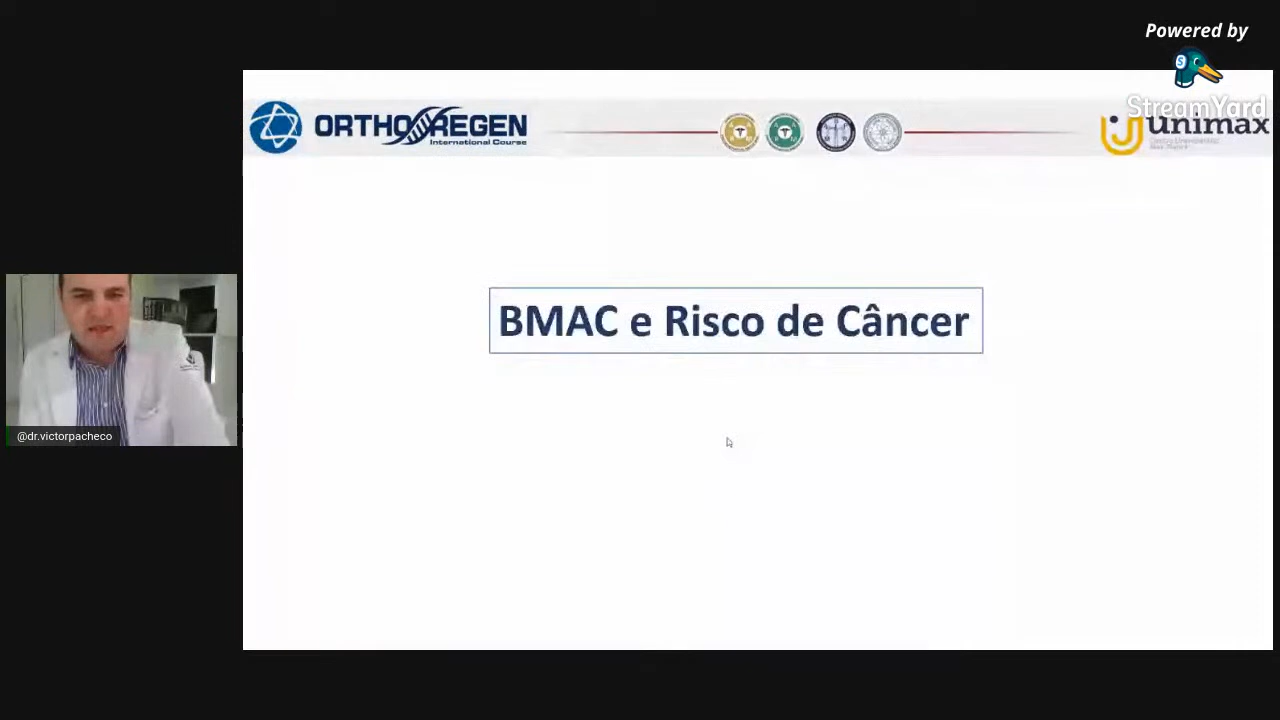 Powered by
StreamYard
ORTHOREGEN
International Course
Unimax
BMAC e Risco de Câncer
@dr.victorpacheco